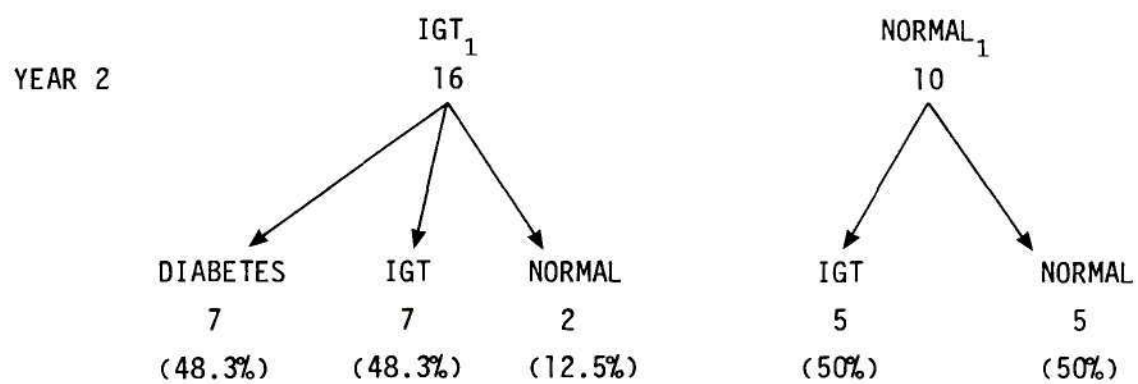 IGT₁ NORMAL₁
YEAR 2 16 10
DIABETES IGT NORMAL IGT NORMAL
7 7 2 5 5
(48.3%) (48.3%) (12.5%) (50%) (50%)